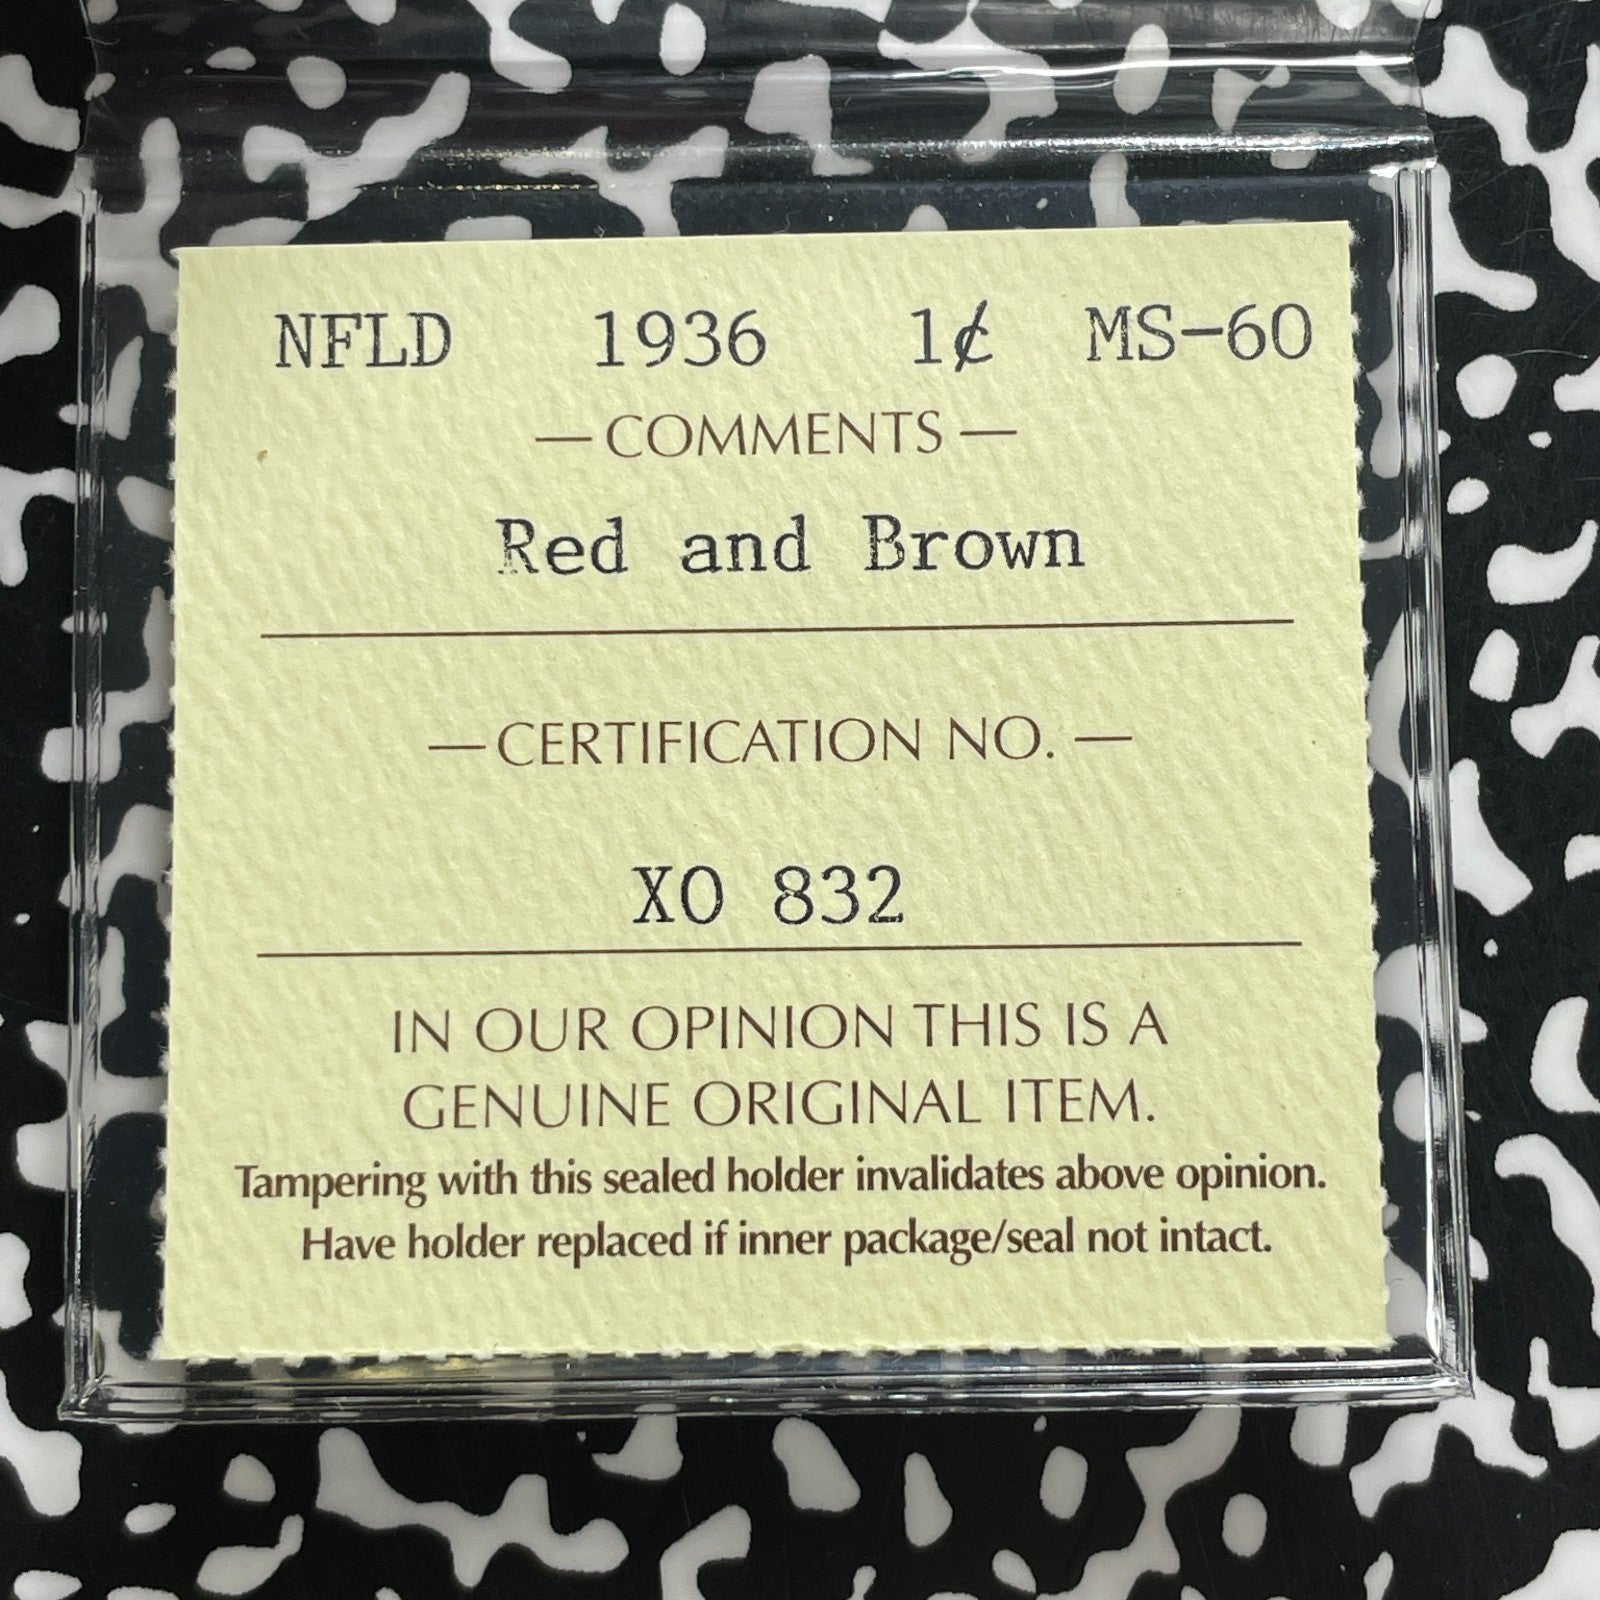 NFLD 1936 1¢ MS-60
— COMMENTS —
Red and Brown
— CERTIFICATION NO. —
XO 832
IN OUR OPINION THIS IS A
GENUINE ORIGINAL ITEM.
Tampering with this sealed holder invalidates above opinion.
Have holder replaced if inner package/seal not intact.